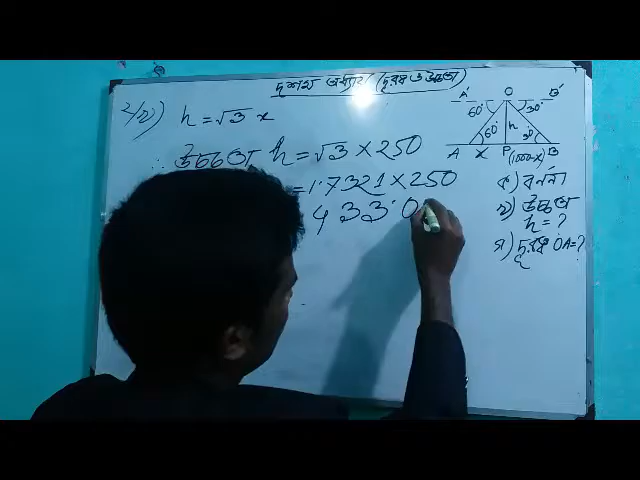 দশম অধ্যায় (দূরত্ব ও উচ্চতা)
২/খ) h = √3 x
∴ উচ্চতা h = √3 × 250
= 1.7321 × 250
433.0
A' O B'
60° 30°
60° h 30°
A x P (1000-x) B
ক) বর্ণনা
খ) উচ্চতা
h = ?
গ) দূরত্ব OA = ?